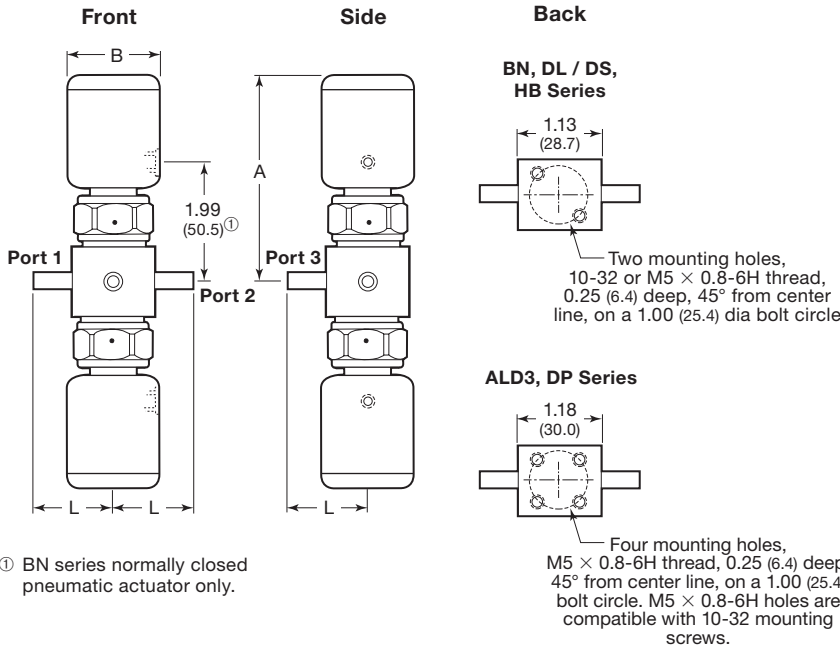 Front
Side
Back
B
A
1.99
(50.5)①
Port 1
Port 2
Port 3
L
L
L
① BN series normally closed
pneumatic actuator only.
BN, DL / DS,
HB Series
1.13
(28.7)
Two mounting holes,
10-32 or M5 × 0.8-6H thread,
0.25 (6.4) deep, 45° from center
line, on a 1.00 (25.4) dia bolt circle
ALD3, DP Series
1.18
(30.0)
Four mounting holes,
M5 × 0.8-6H thread, 0.25 (6.4) deep
45° from center line, on a 1.00 (25.4
bolt circle. M5 × 0.8-6H holes are
compatible with 10-32 mounting
screws.